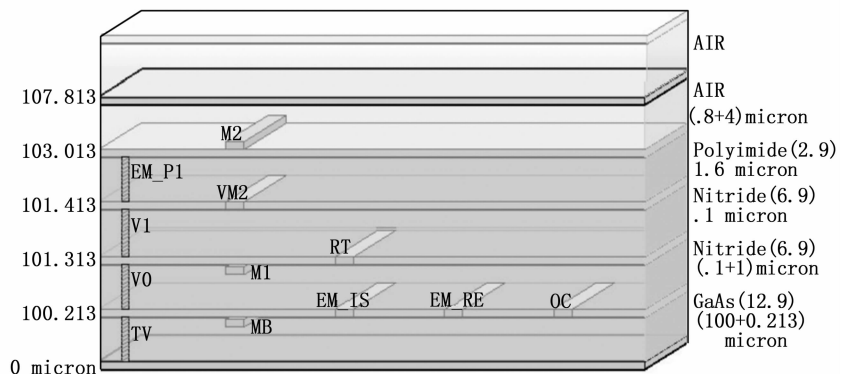 AIR
107.813
AIR
(.8+4)micron
M2
103.013
Polyimide(2.9)
1.6 micron
EM_P1
VM2
101.413
Nitride(6.9)
.1 micron
V1
RT
101.313
Nitride(6.9)
(.1+1)micron
V0
M1
EM_IS
EM_RE
OC
100.213
GaAs(12.9)
(100+0.213)
micron
TV
MB
0 micron